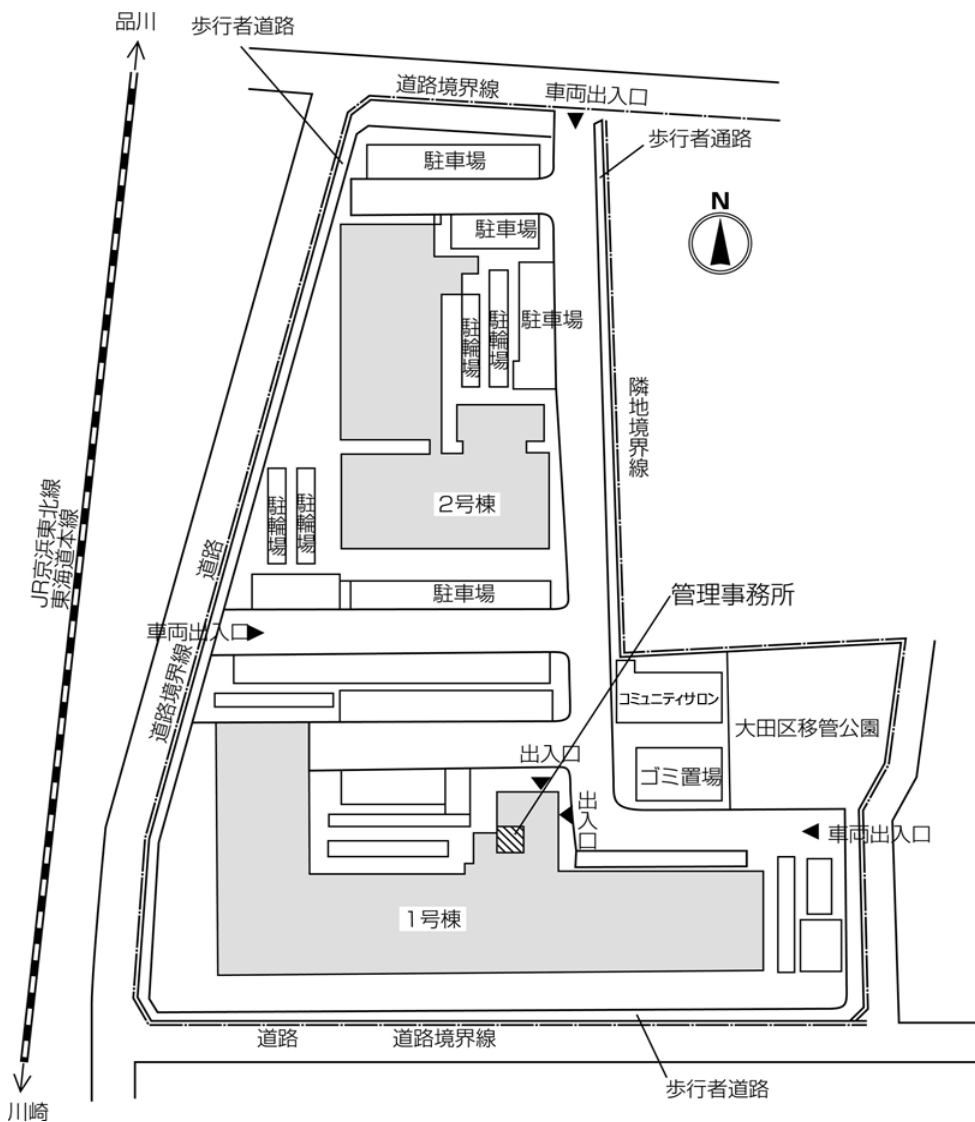 品川
歩行者道路
道路境界線
車両出入口
歩行者通路
駐車場
N
駐車場
駐車場
駐輪場
駐輪場
隣地境界線
2号棟
駐輪場
駐輪場
JR京浜東北線
東海道本線
道路
駐車場
管理事務所
車両出入口
道路境界線
コミュニティサロン
大田区移管公園
出入口
ゴミ置場
出入口
車両出入口
1号棟
道路
道路境界線
歩行者道路
川崎